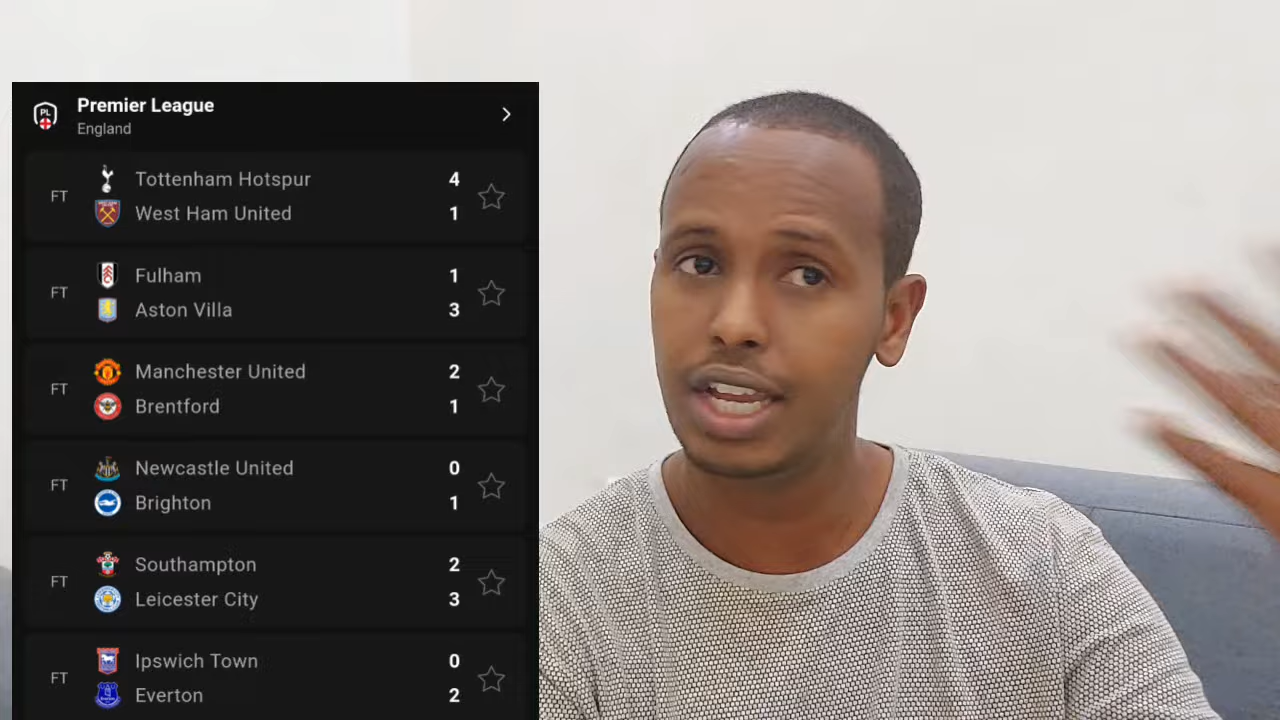 PL
Premier League
England
FT
Tottenham Hotspur 4
West Ham United 1
FT
Fulham 1
Aston Villa 3
FT
Manchester United 2
Brentford 1
FT
Newcastle United 0
Brighton 1
FT
Southampton 2
Leicester City 3
FT
Ipswich Town 0
Everton 2